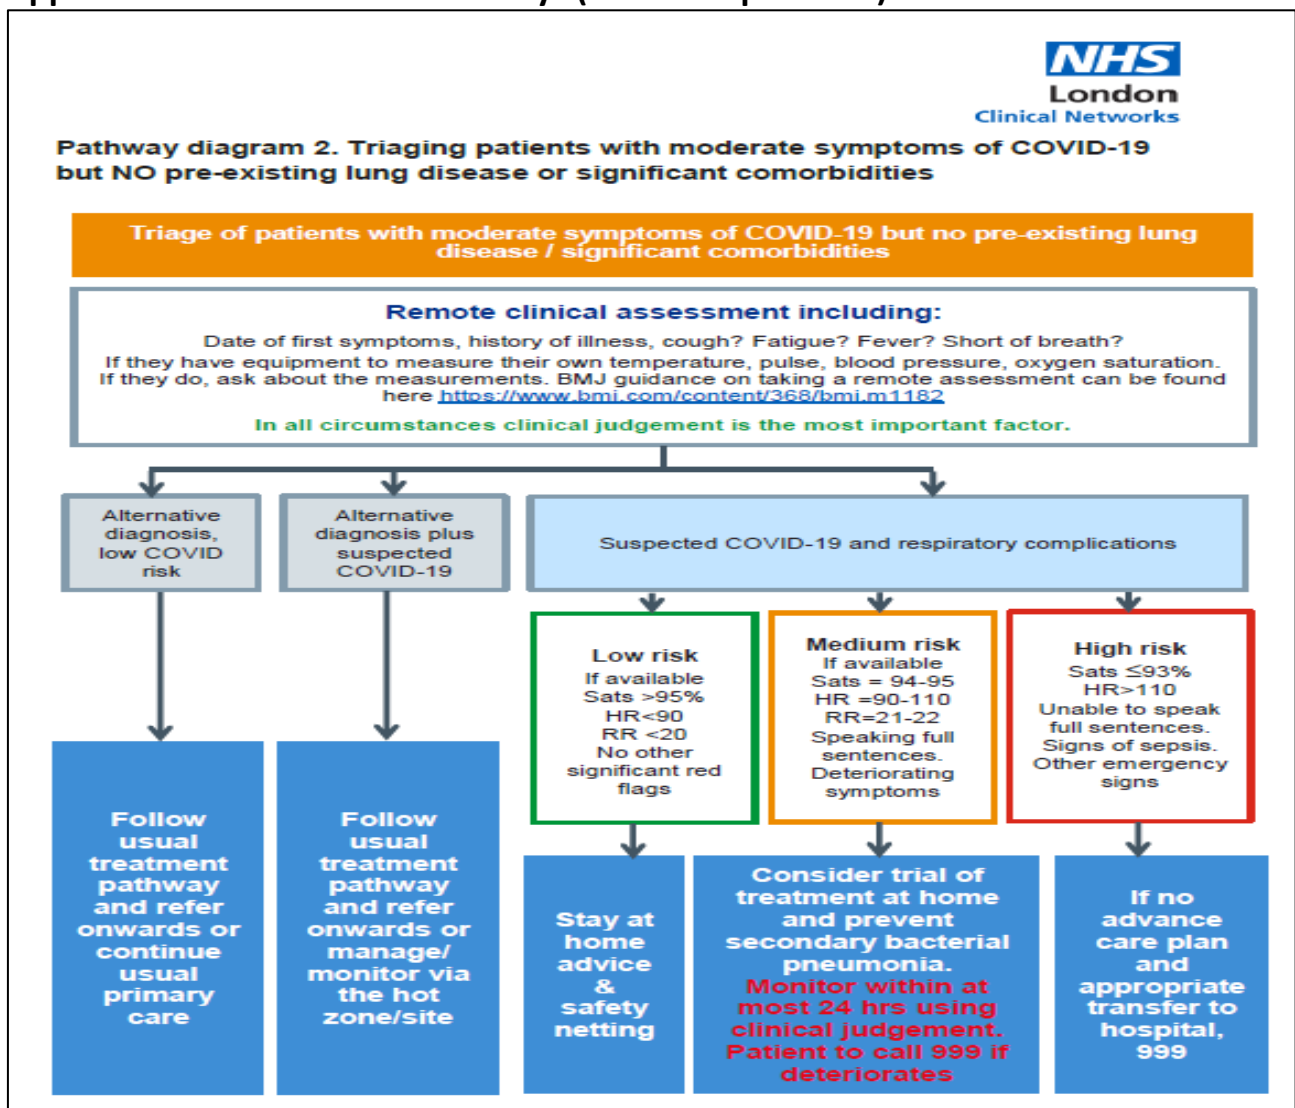 NHS
London
Clinical Networks
Pathway diagram 2. Triaging patients with moderate symptoms of COVID-19
but NO pre-existing lung disease or significant comorbidities
Triage of patients with moderate symptoms of COVID-19 but no pre-existing lung
disease / significant comorbidities
Remote clinical assessment including:
Date of first symptoms, history of illness, cough? Fatigue? Fever? Short of breath?
If they have equipment to measure their own temperature, pulse, blood pressure, oxygen saturation.
If they do, ask about the measurements. BMJ guidance on taking a remote assessment can be found
here https://www.bmj.com/content/368/bmj.m1182
In all circumstances clinical judgement is the most important factor.
Alternative
diagnosis,
low COVID
risk
Alternative
diagnosis plus
suspected
COVID-19
Suspected COVID-19 and respiratory complications
Low risk
If available
Sats >95%
HR<90
RR <20
No other
significant red
flags
Medium risk
If available
Sats = 94-95
HR =90-110
RR=21-22
Speaking full
sentences.
Deteriorating
symptoms
High risk
Sats ≤93%
HR>110
Unable to speak
full sentences.
Signs of sepsis.
Other emergency
signs
Follow
usual
treatment
pathway
and refer
onwards or
continue
usual
primary
care
Follow
usual
treatment
pathway
and refer
onwards or
manage/
monitor via
the hot
zone/site
Stay at
home
advice
&
safety
netting
Consider trial of
treatment at home
and prevent
secondary bacterial
pneumonia.
Monitor within at
most 24 hrs using
clinical judgement.
Patient to call 999 if
deteriorates
If no
advance
care plan
and
appropriate
transfer to
hospital,
999